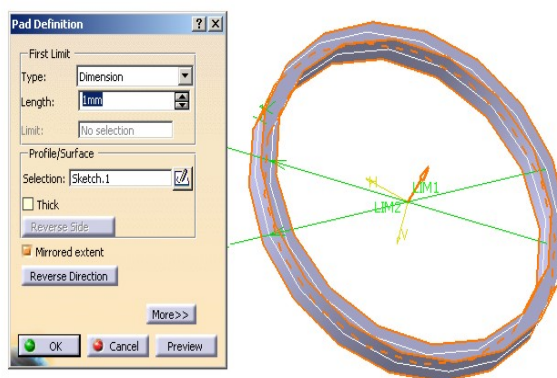 Pad Definition
First Limit
Type: Dimension
Length: 1mm
Limit: No selection
Profile/Surface
Selection: Sketch.1
Thick
Reverse Side
Mirrored extent
Reverse Direction
More>>
OK Cancel Preview
LIM1
LIM2
H
V